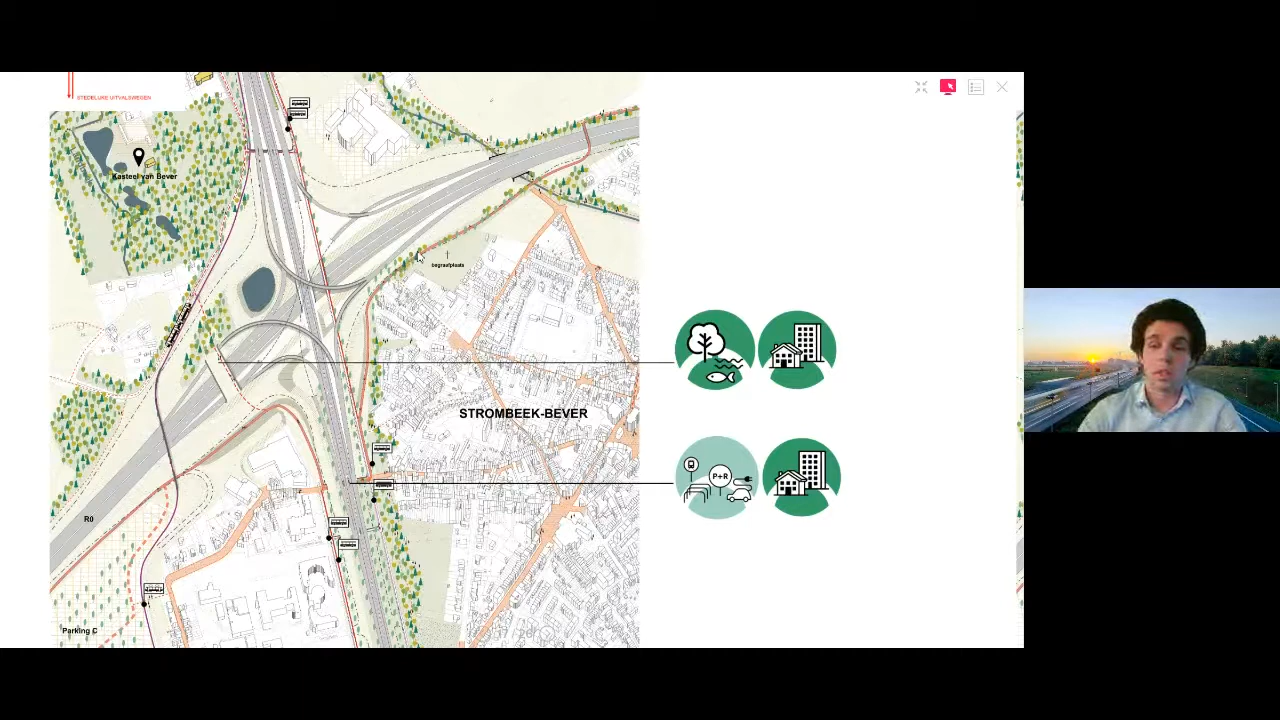 STEDELIJKE UITVALSWEGEN
Kasteel van Bever
begraafplaats
STROMBEEK-BEVER
P+R
R0
Parking C